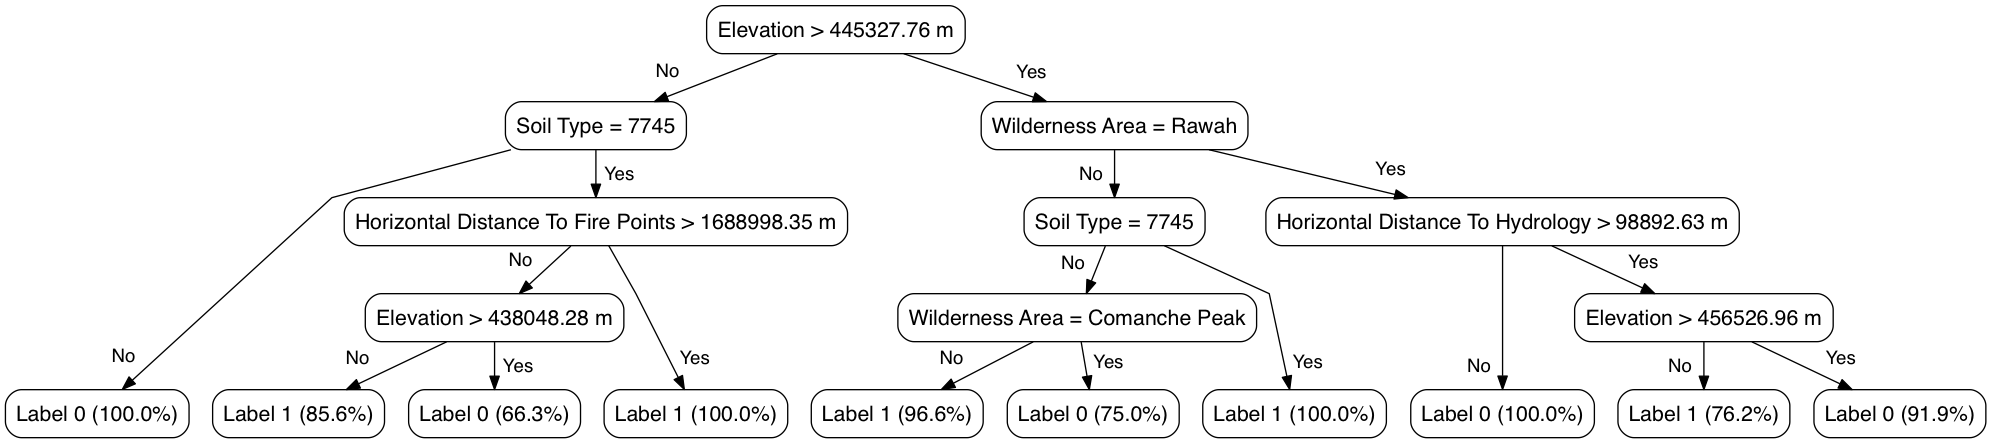 Elevation > 445327.76 m
No
Yes
Soil Type = 7745
Wilderness Area = Rawah
Yes
No
Yes
Horizontal Distance To Fire Points > 1688998.35 m
Soil Type = 7745
Horizontal Distance To Hydrology > 98892.63 m
No
No
Yes
Elevation > 438048.28 m
Wilderness Area = Comanche Peak
Elevation > 456526.96 m
No
No
Yes
Yes
No
Yes
Yes
No
No
Yes
Label 0 (100.0%)
Label 1 (85.6%)
Label 0 (66.3%)
Label 1 (100.0%)
Label 1 (96.6%)
Label 0 (75.0%)
Label 1 (100.0%)
Label 0 (100.0%)
Label 1 (76.2%)
Label 0 (91.9%)